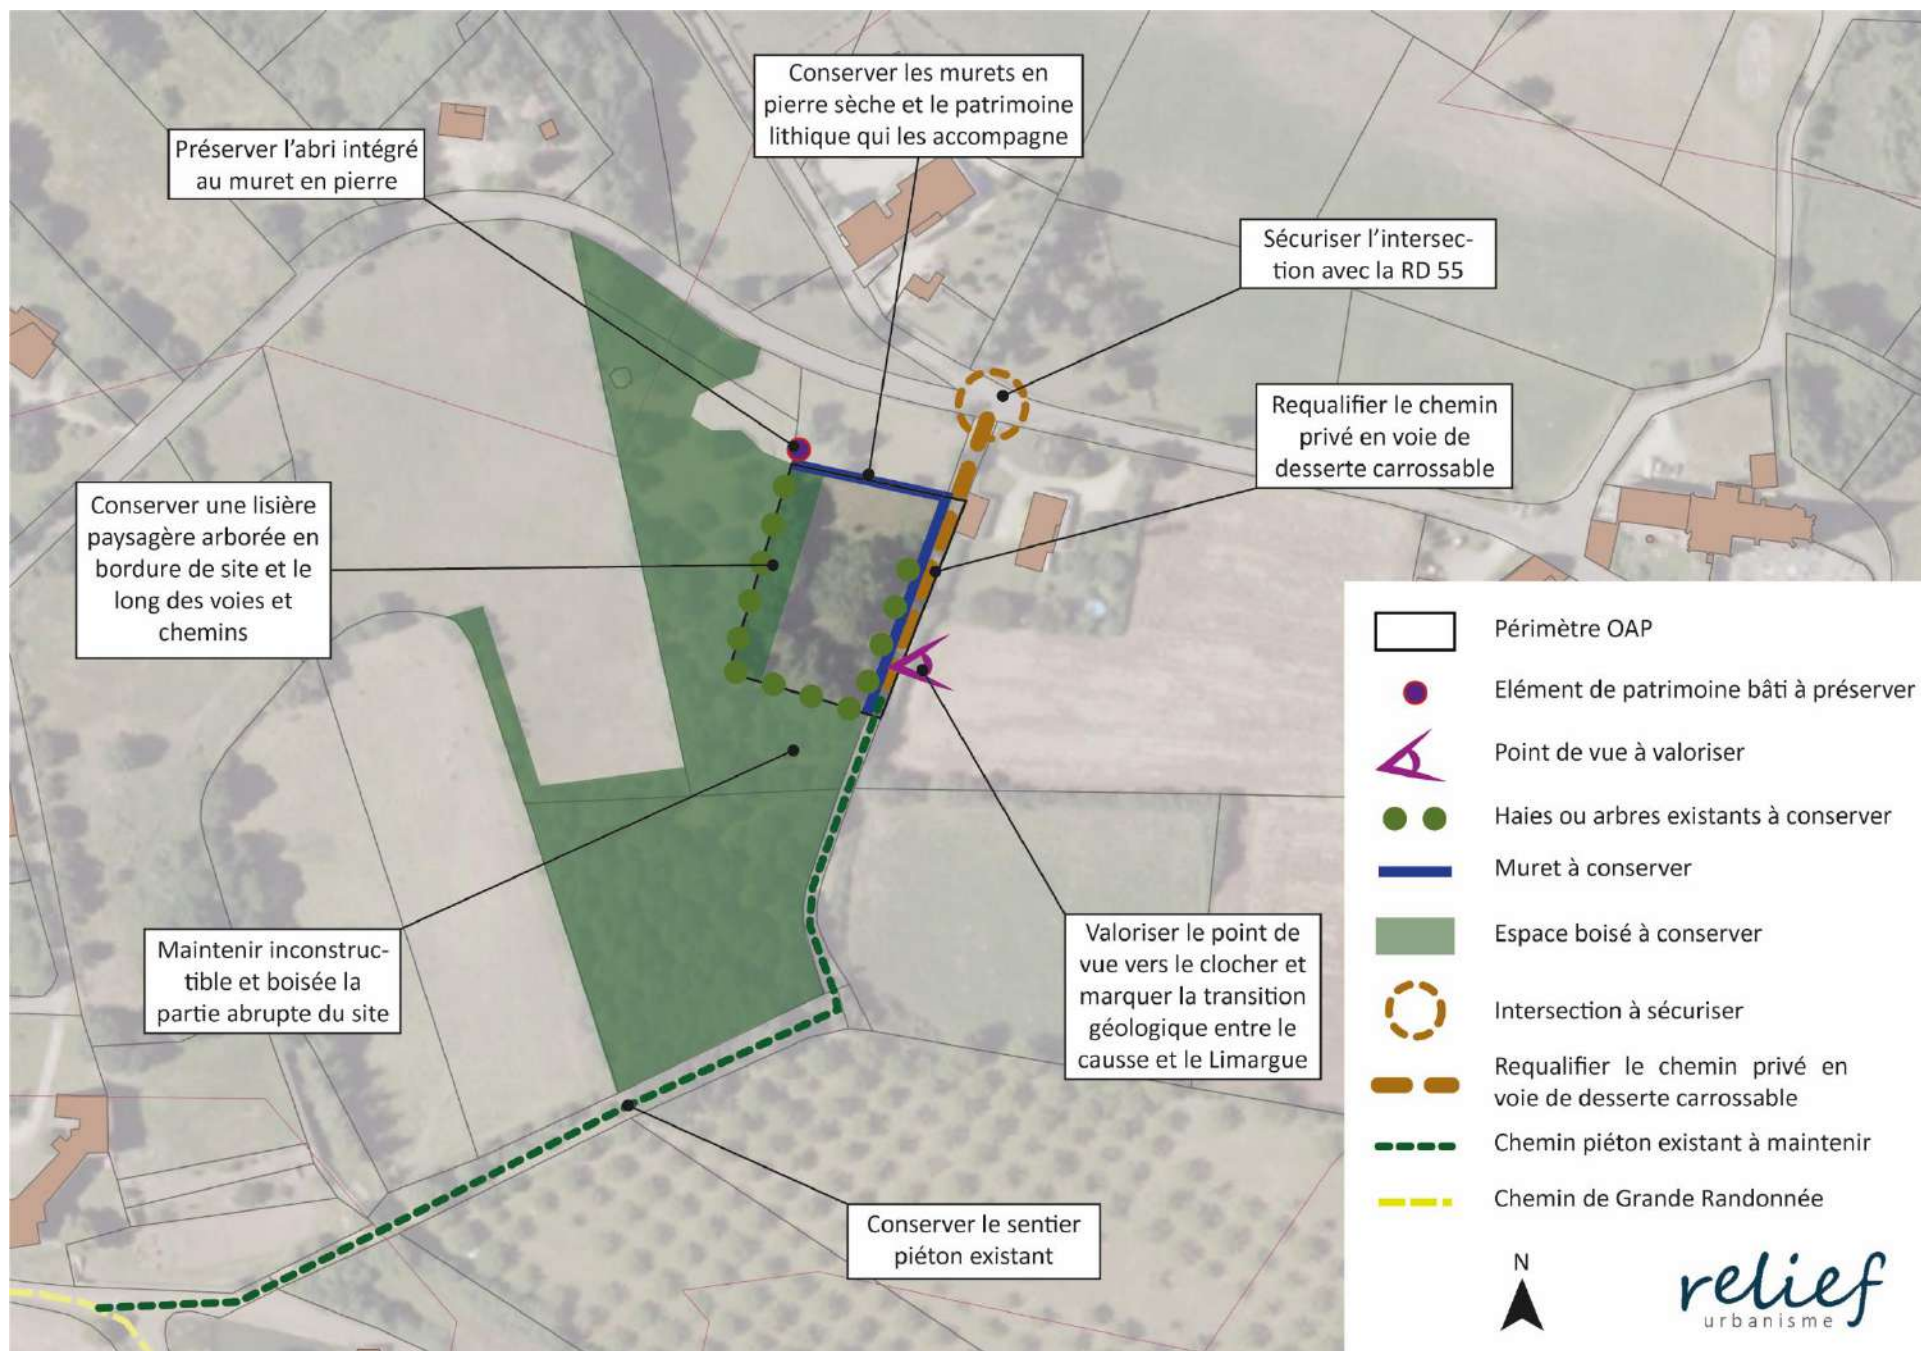 Conserver les murets en
pierre sèche et le patrimoine
lithique qui les accompagne
Préserver l'abri intégré
au muret en pierre
Sécuriser l'intersec-
tion avec la RD 55
Requalifier le chemin
privé en voie de
desserte carrossable
Conserver une lisière
paysagère arborée en
bordure de site et le
long des voies et
chemins
Maintenir inconstruc-
tible et boisée la
partie abrupte du site
Valoriser le point de
vue vers le clocher et
marquer la transition
géologique entre le
causse et le Limargue
Conserver le sentier
piéton existant
Périmètre OAP
Elément de patrimoine bâti à préserver
Point de vue à valoriser
Haies ou arbres existants à conserver
Muret à conserver
Espace boisé à conserver
Intersection à sécuriser
Requalifier le chemin privé en
voie de desserte carrossable
Chemin piéton existant à maintenir
Chemin de Grande Randonnée
N
relief
urbanisme